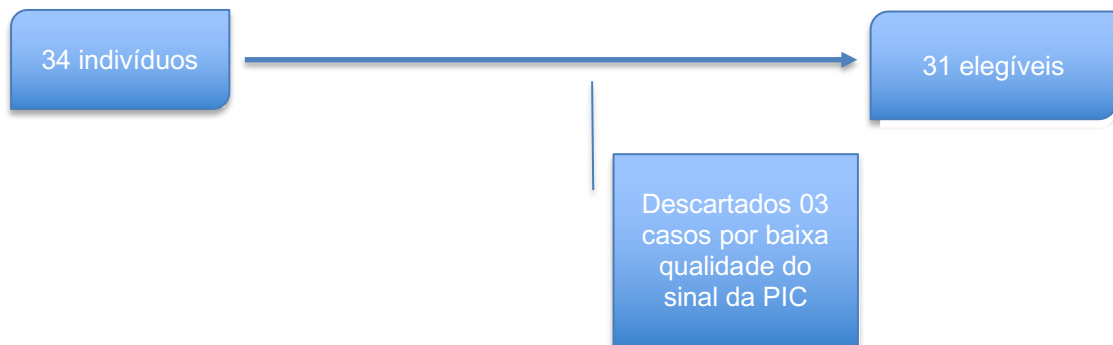 34 indivíduos
31 elegíveis
Descartados 03
casos por baixa
qualidade do
sinal da PIC